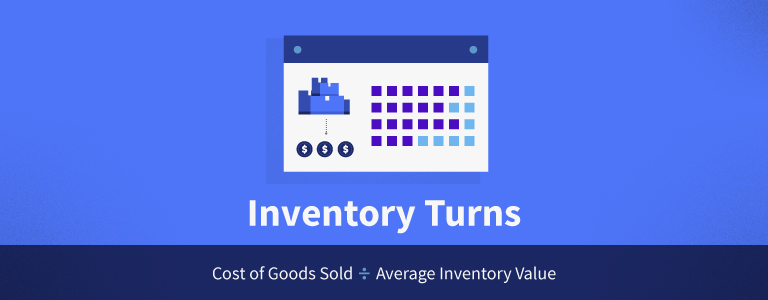 $ $ $
Inventory Turns
Cost of Goods Sold ÷ Average Inventory Value